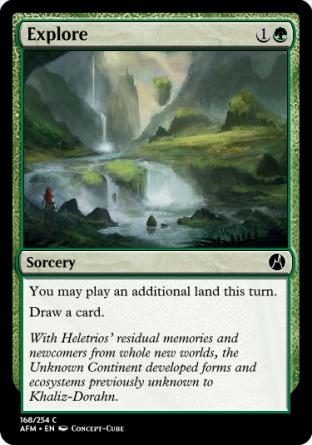 Explore 1
Sorcery
You may play an additional land this turn.
Draw a card.
With Heletrios' residual memories and
newcomers from whole new worlds, the
Unknown Continent developed forms and
ecosystems previously unknown to
Khaliz-Dorahn.
168/254 C
AFM • EN Concept-Cube